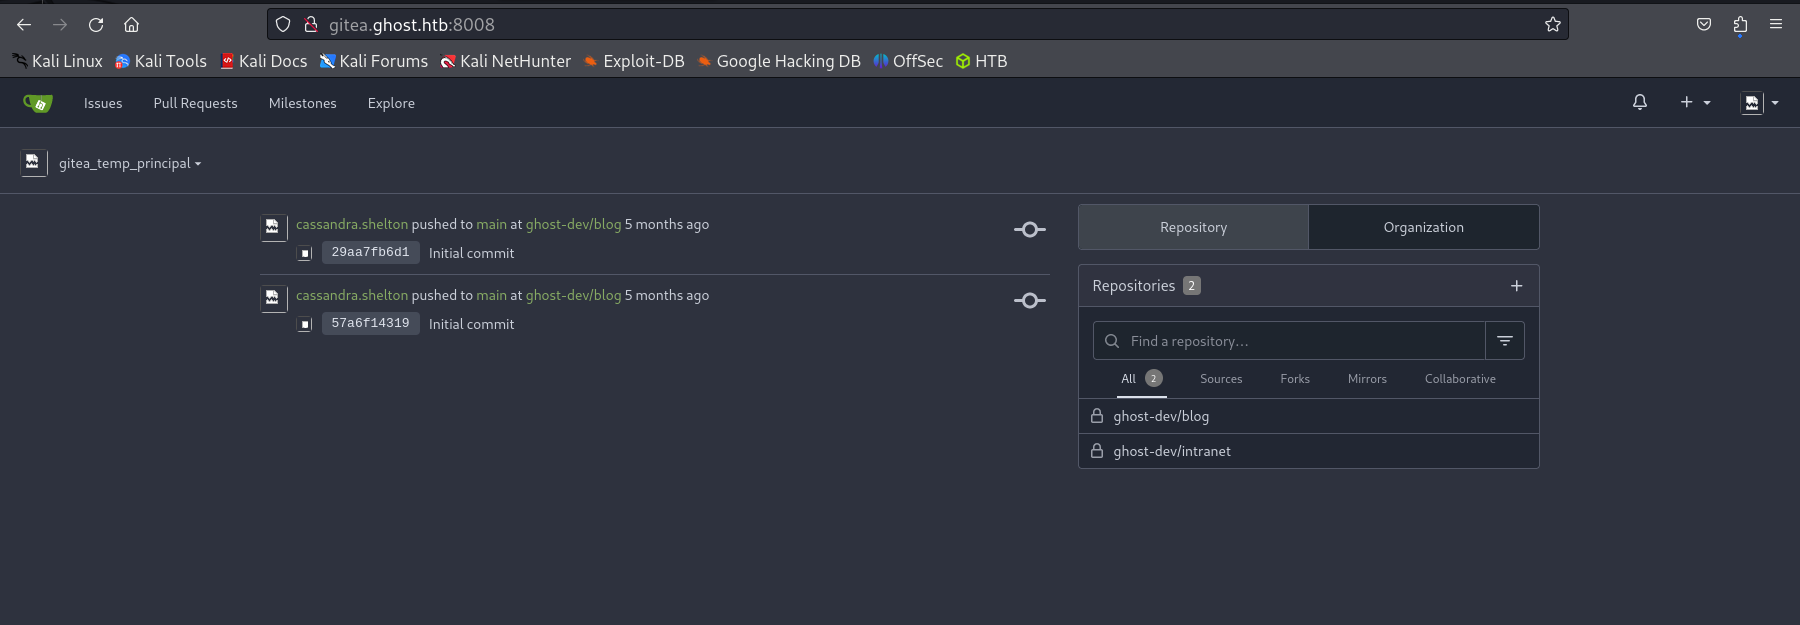 gitea.ghost.htb:8008
Kali Linux Kali Tools Kali Docs Kali Forums Kali NetHunter Exploit-DB Google Hacking DB OffSec HTB
Issues Pull Requests Milestones Explore
gitea_temp_principal
cassandra.shelton pushed to main at ghost-dev/blog 5 months ago
29aa7fb6d1 Initial commit
cassandra.shelton pushed to main at ghost-dev/blog 5 months ago
57a6f14319 Initial commit
Repository Organization
Repositories 2
Find a repository...
All 2 Sources Forks Mirrors Collaborative
ghost-dev/blog
ghost-dev/intranet